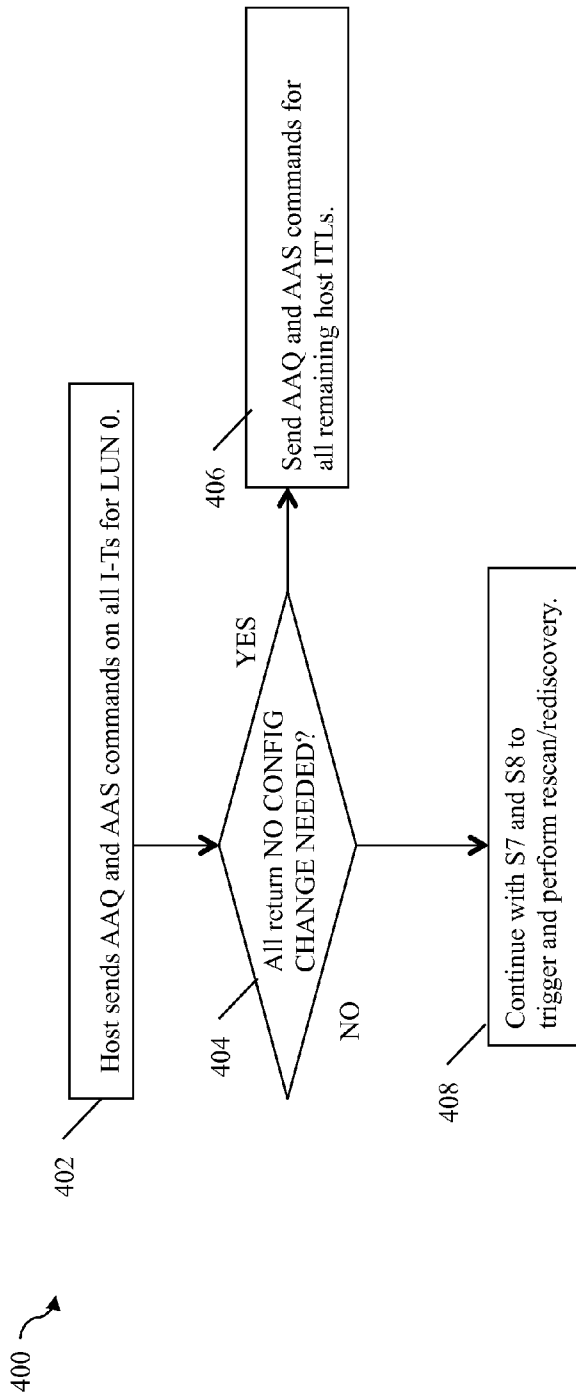 400
402
Host sends AAQ and AAS commands on all I-Ts for LUN 0.
404
All return NO CONFIG
CHANGE NEEDED?
YES
NO
406
Send AAQ and AAS commands for
all remaining host ITLs.
408
Continue with S7 and S8 to
trigger and perform rescan/rediscovery.